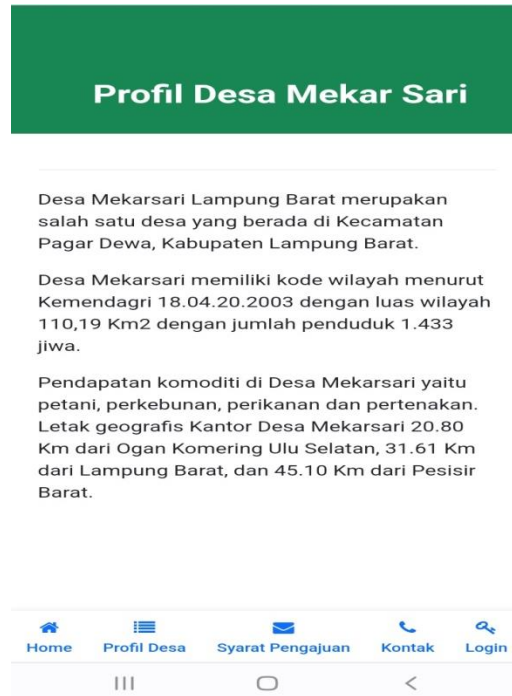 Profil Desa Mekar Sari
Desa Mekarsari Lampung Barat merupakan
salah satu desa yang berada di Kecamatan
Pagar Dewa, Kabupaten Lampung Barat.
Desa Mekarsari memiliki kode wilayah menurut
Kemendagri 18.04.20.2003 dengan luas wilayah
110,19 Km2 dengan jumlah penduduk 1.433
jiwa.
Pendapatan komoditi di Desa Mekarsari yaitu
petani, perkebunan, perikanan dan pertenakan.
Letak geografis Kantor Desa Mekarsari 20.80
Km dari Ogan Komering Ulu Selatan, 31.61 Km
dari Lampung Barat, dan 45.10 Km dari Pesisir
Barat.
Home Profil Desa Syarat Pengajuan Kontak Login